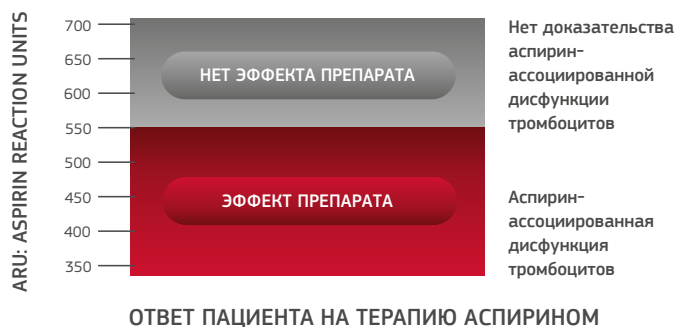 ARU: ASPIRIN REACTION UNITS
700
650
600
550
500
450
400
350
НЕТ ЭФФЕКТА ПРЕПАРАТА
ЭФФЕКТ ПРЕПАРАТА
Нет доказательства
аспирин-
ассоциированной
дисфункции
тромбоцитов
Аспирин-
ассоциированная
дисфункция
тромбоцитов
ОТВЕТ ПАЦИЕНТА НА ТЕРАПИЮ АСПИРИНОМ